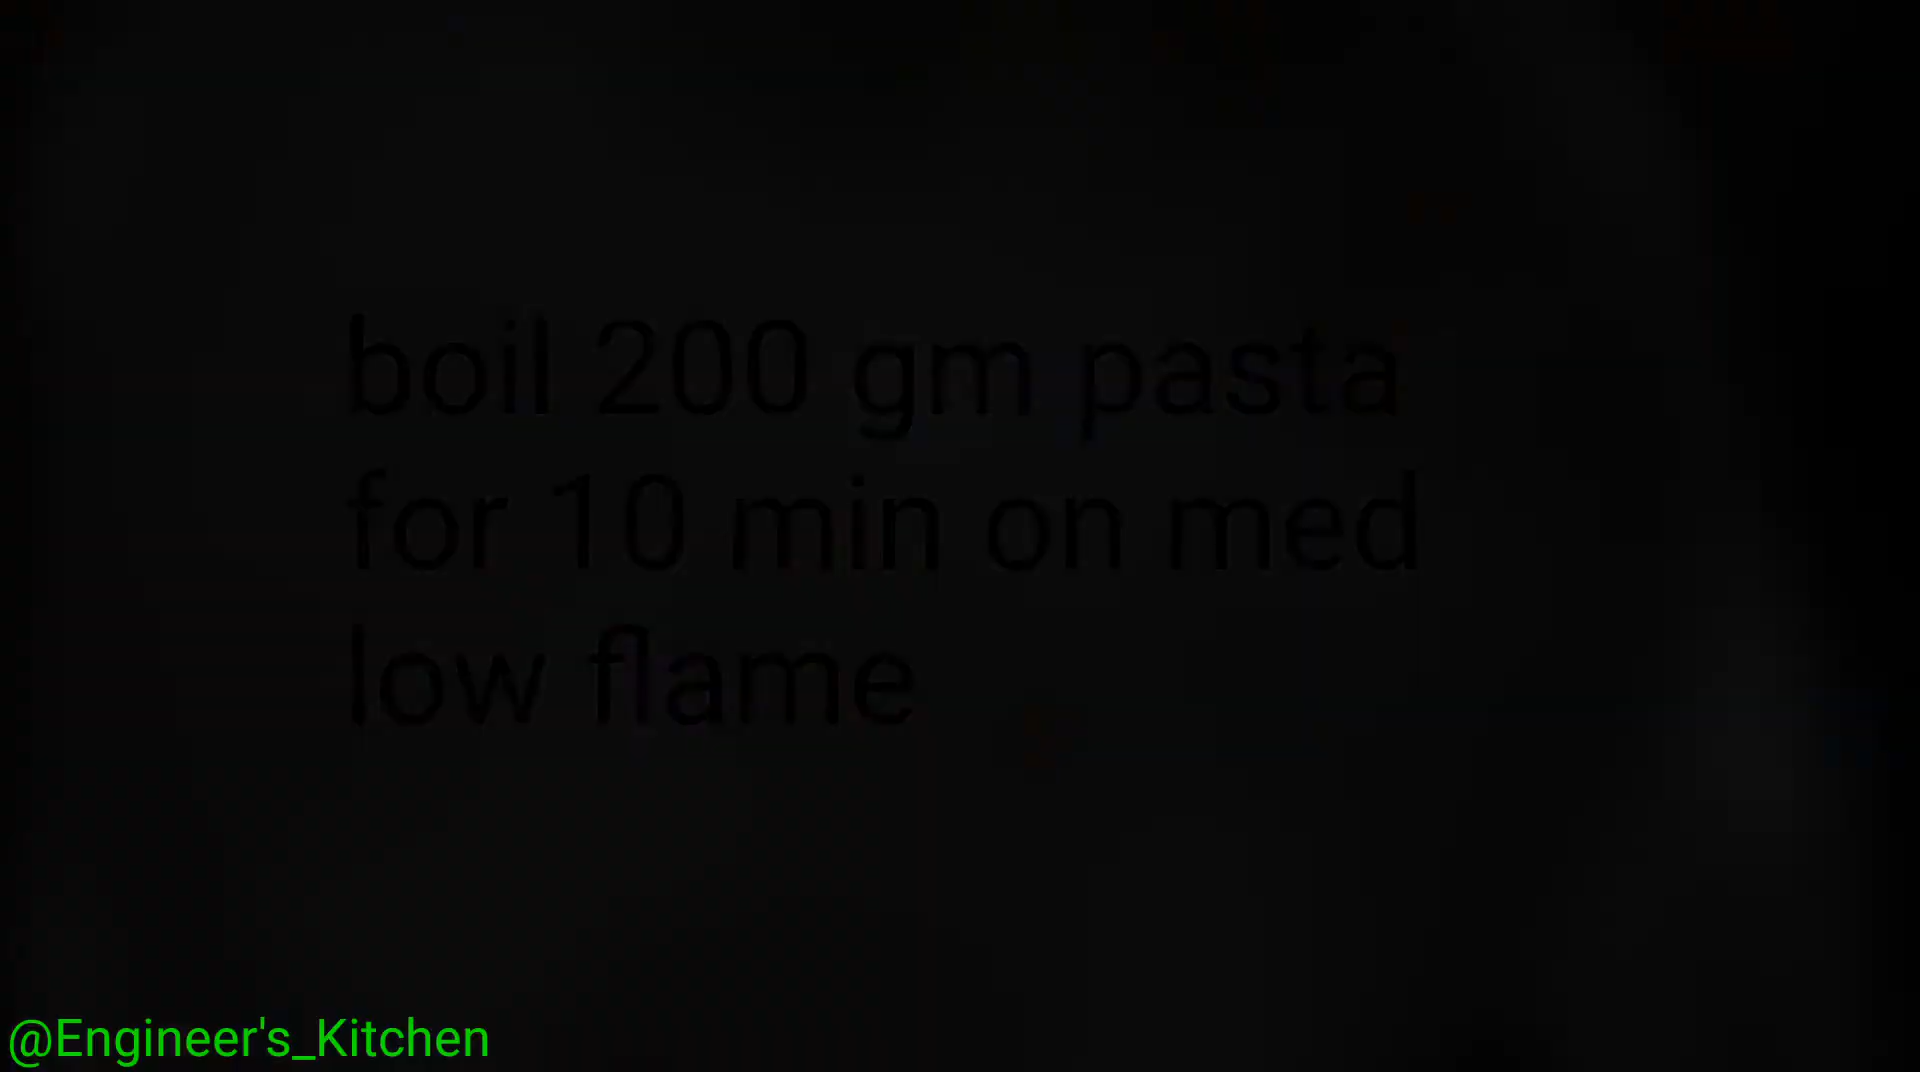 boil 200 gm pasta
for 10 min on med
low flame
@Engineer's_Kitchen